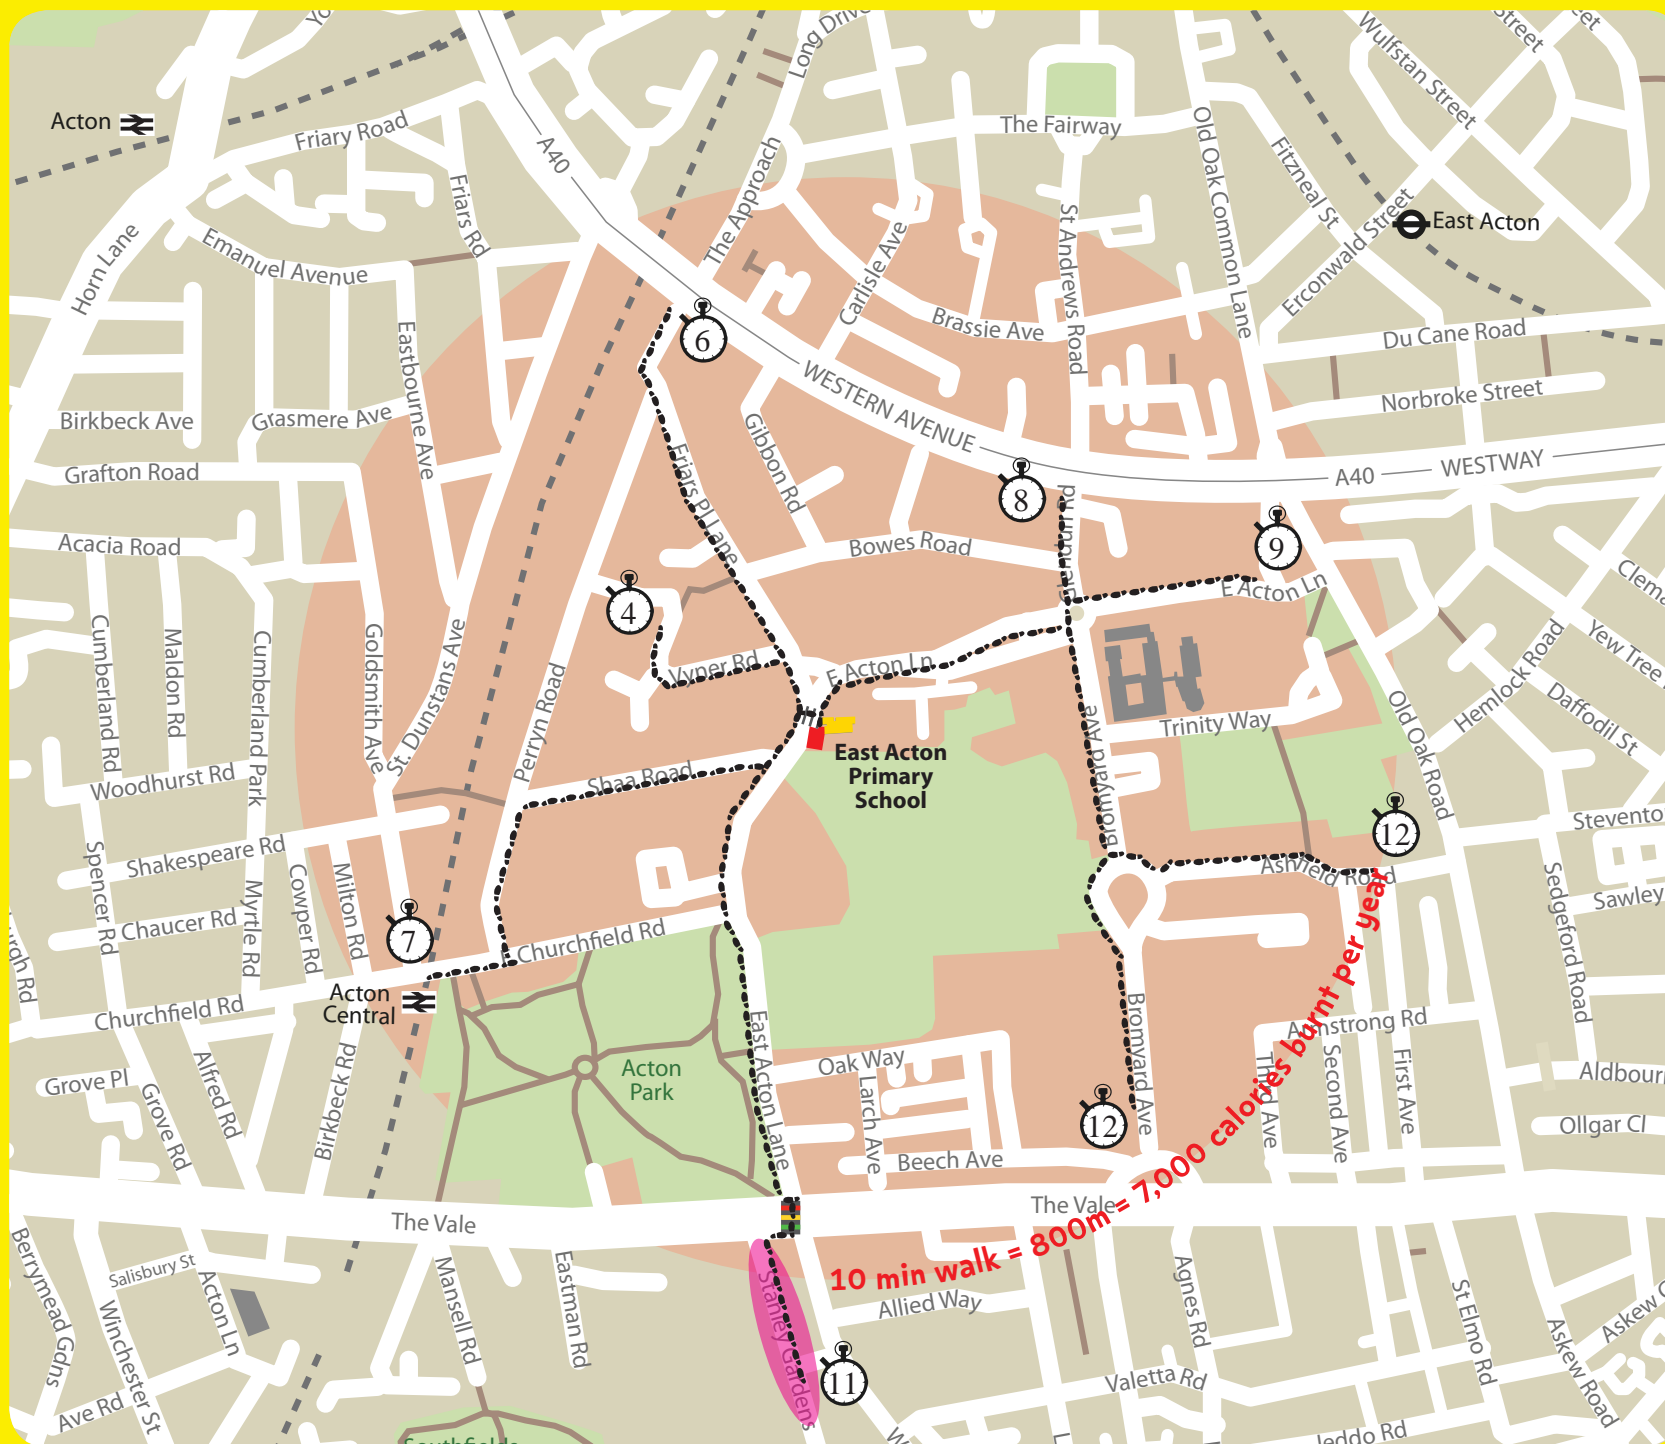 Long Drive
Street
Wulfstan Street
Acton
Friary Road
A40
The Fairway
Old Oak Common Lane
Fitzneal St
Friars Rd
The Approach
Erconwald Street
East Acton
Horn Lane
Emanuel Avenue
Carlisle Ave
St Andrews Road
Brassie Ave
Du Cane Road
Eastbourne Ave
6
WESTERN AVENUE
Norbroke Street
Birkbeck Ave
Grasmere Ave
Gibbon Rd
Grafton Road
Friars Pl Lane
8
A40
WESTWAY
Acacia Road
Bowes Road
Glendun Rd
9
E Acton Ln
4
Cumberland Rd
Maldon Rd
Cumberland Park
Goldsmith Ave
St. Dunstans Ave
Perryn Road
Vyner Rd
E Acton Ln
Yew Tree
Hemlock Road
Daffodil St
Old Oak Road
Trinity Way
Bromyard Ave
East Acton
Primary
School
Woodhurst Rd
Shaa Road
12
Shakespeare Rd
Spencer Rd
Myrtle Rd
Cowper Rd
Milton Rd
Chaucer Rd
7
Churchfield Rd
Ashfield Road
Sedgeford Road
Sawley
Acton
Central
Churchfield Rd
Bromyard Ave
Armstrong Rd
Third Ave
Second Ave
First Ave
Grove Pl
Grove Rd
Alfred Rd
Birkbeck Rd
Acton
Park
East Acton Lane
Oak Way
Larch Ave
Beech Ave
12
Ollgar Cl
The Vale
The Vale
10 min walk = 800m = 7,000 calories burnt per year
Berrymead Gdns
Salisbury St
Acton Ln
Winchester St
Ave Rd
Mansell Rd
Eastman Rd
Stanley Gardens
11
Allied Way
Agnes Rd
Valetta Rd
St Elmo Rd
Askew Road
Jeddo Rd